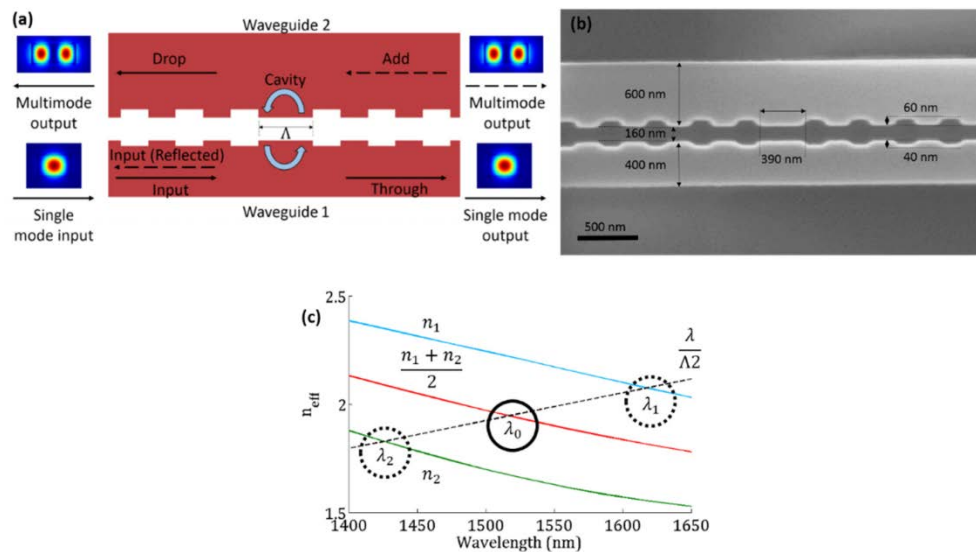 (a)
Waveguide 2
Drop
Add
Cavity
Λ
Multimode
output
Multimode
output
Input (Reflected)
Input
Through
Single
mode input
Waveguide 1
Single mode
output
(b)
600 nm
60 nm
160 nm
390 nm
400 nm
40 nm
500 nm
(c)
n₁
(n₁ + n₂)/2
n₂
λ/Λ2
λ₁
λ₀
λ₂
n_eff
2.5
2
1.5
1400
1450
1500
1550
1600
1650
Wavelength (nm)